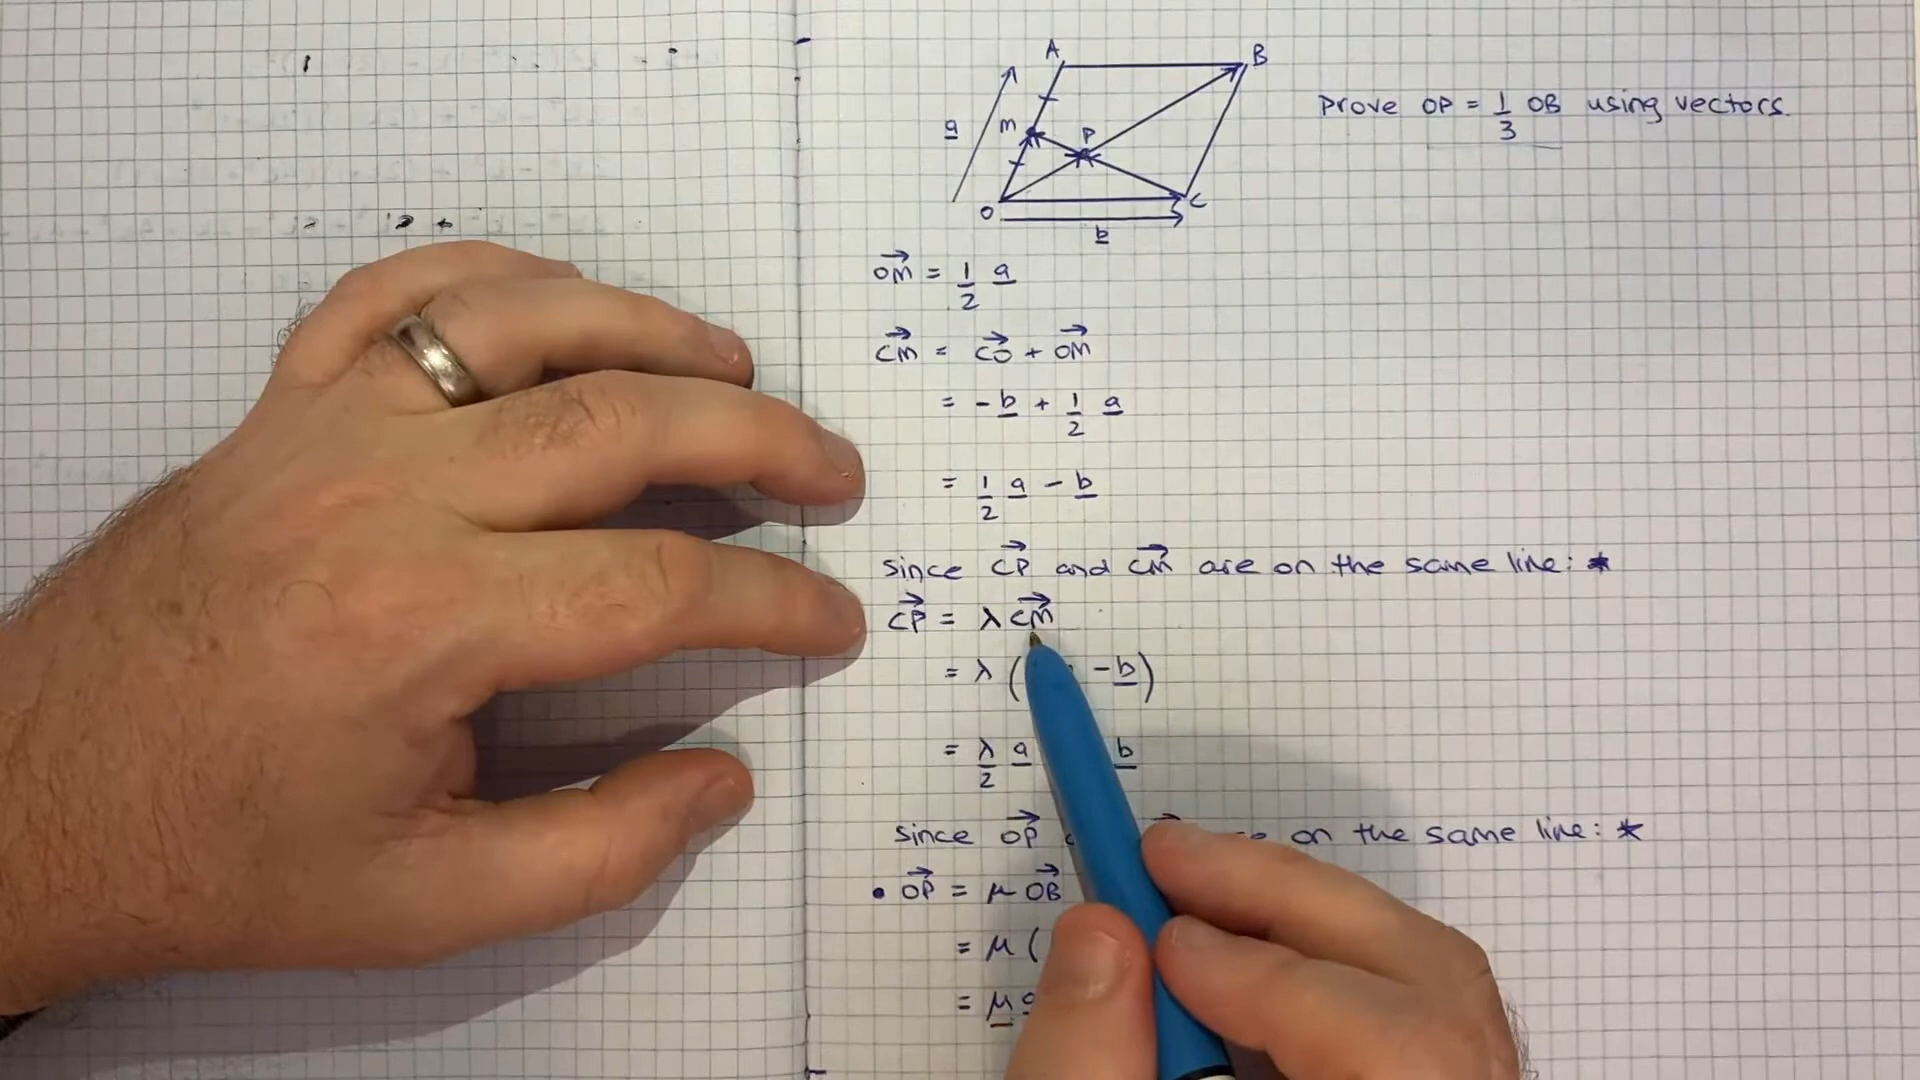 A
B
a
M
P
O
C
b
Prove OP = 1/3 OB using vectors.
OM = 1/2 a
CM = CO + OM
= -b + 1/2 a
= 1/2 a - b
Since CP and CM are on the same line: *
CP = λ CM
= λ ( - b )
= λ/2 a b
Since OP are on the same line: *
• OP = μ OB
= μ (
= μ